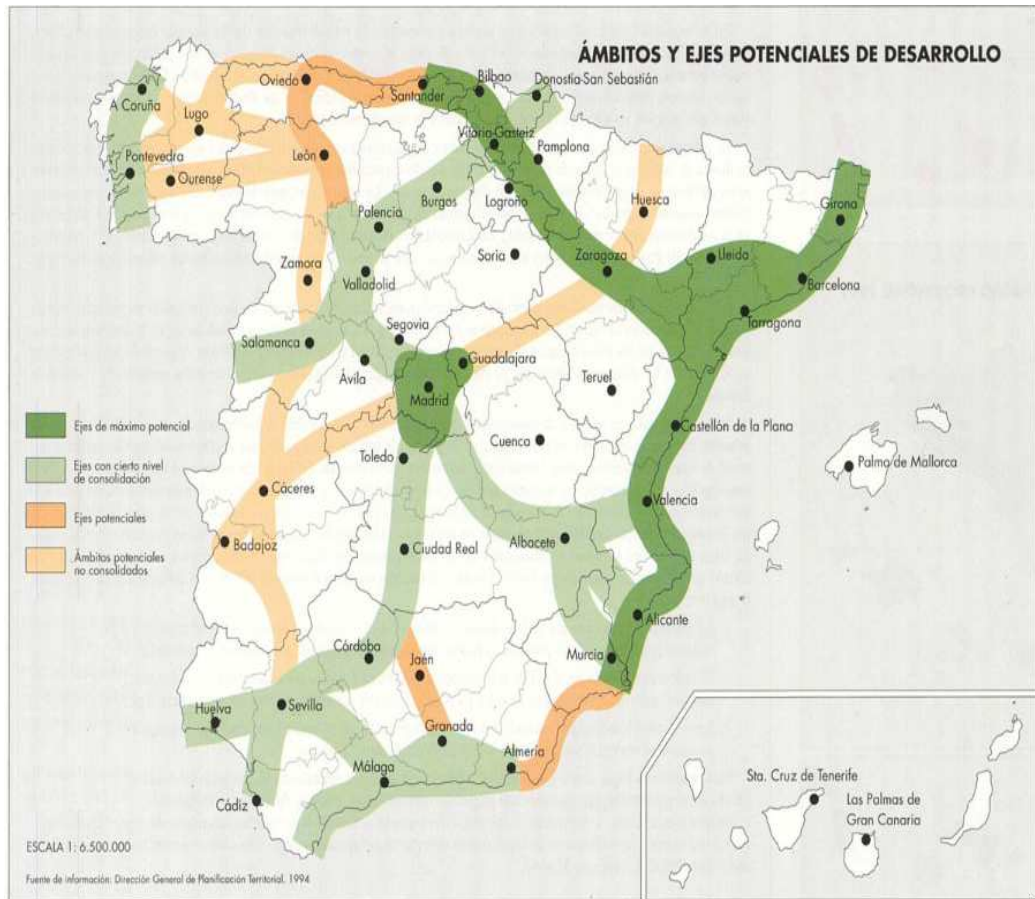 ÁMBITOS Y EJES POTENCIALES DE DESARROLLO
Oviedo
Santander
Bilbao
Donostia-San Sebastián
A Coruña
Lugo
Vitoria-Gasteiz
Pontevedra
Ourense
León
Pamplona
Palencia
Burgos
Logroño
Huesca
Girona
Zamora
Valladolid
Soria
Zaragoza
Lleida
Barcelona
Tarragona
Salamanca
Segovia
Ávila
Guadalajara
Madrid
Teruel
Ejes de máximo potencial
Ejes con cierto nivel
de consolidación
Ejes potenciales
Ámbitos potenciales
no consolidados
Toledo
Cuenca
Castellón de la Plana
Palma de Mallorca
Cáceres
Valencia
Badajoz
Ciudad Real
Albacete
Alicante
Córdoba
Jaén
Murcia
Huelva
Sevilla
Granada
Almería
Málaga
Cádiz
Sta. Cruz de Tenerife
Las Palmas de
Gran Canaria
ESCALA 1: 6.500.000
Fuente de información: Dirección General de Planificación Territorial. 1994